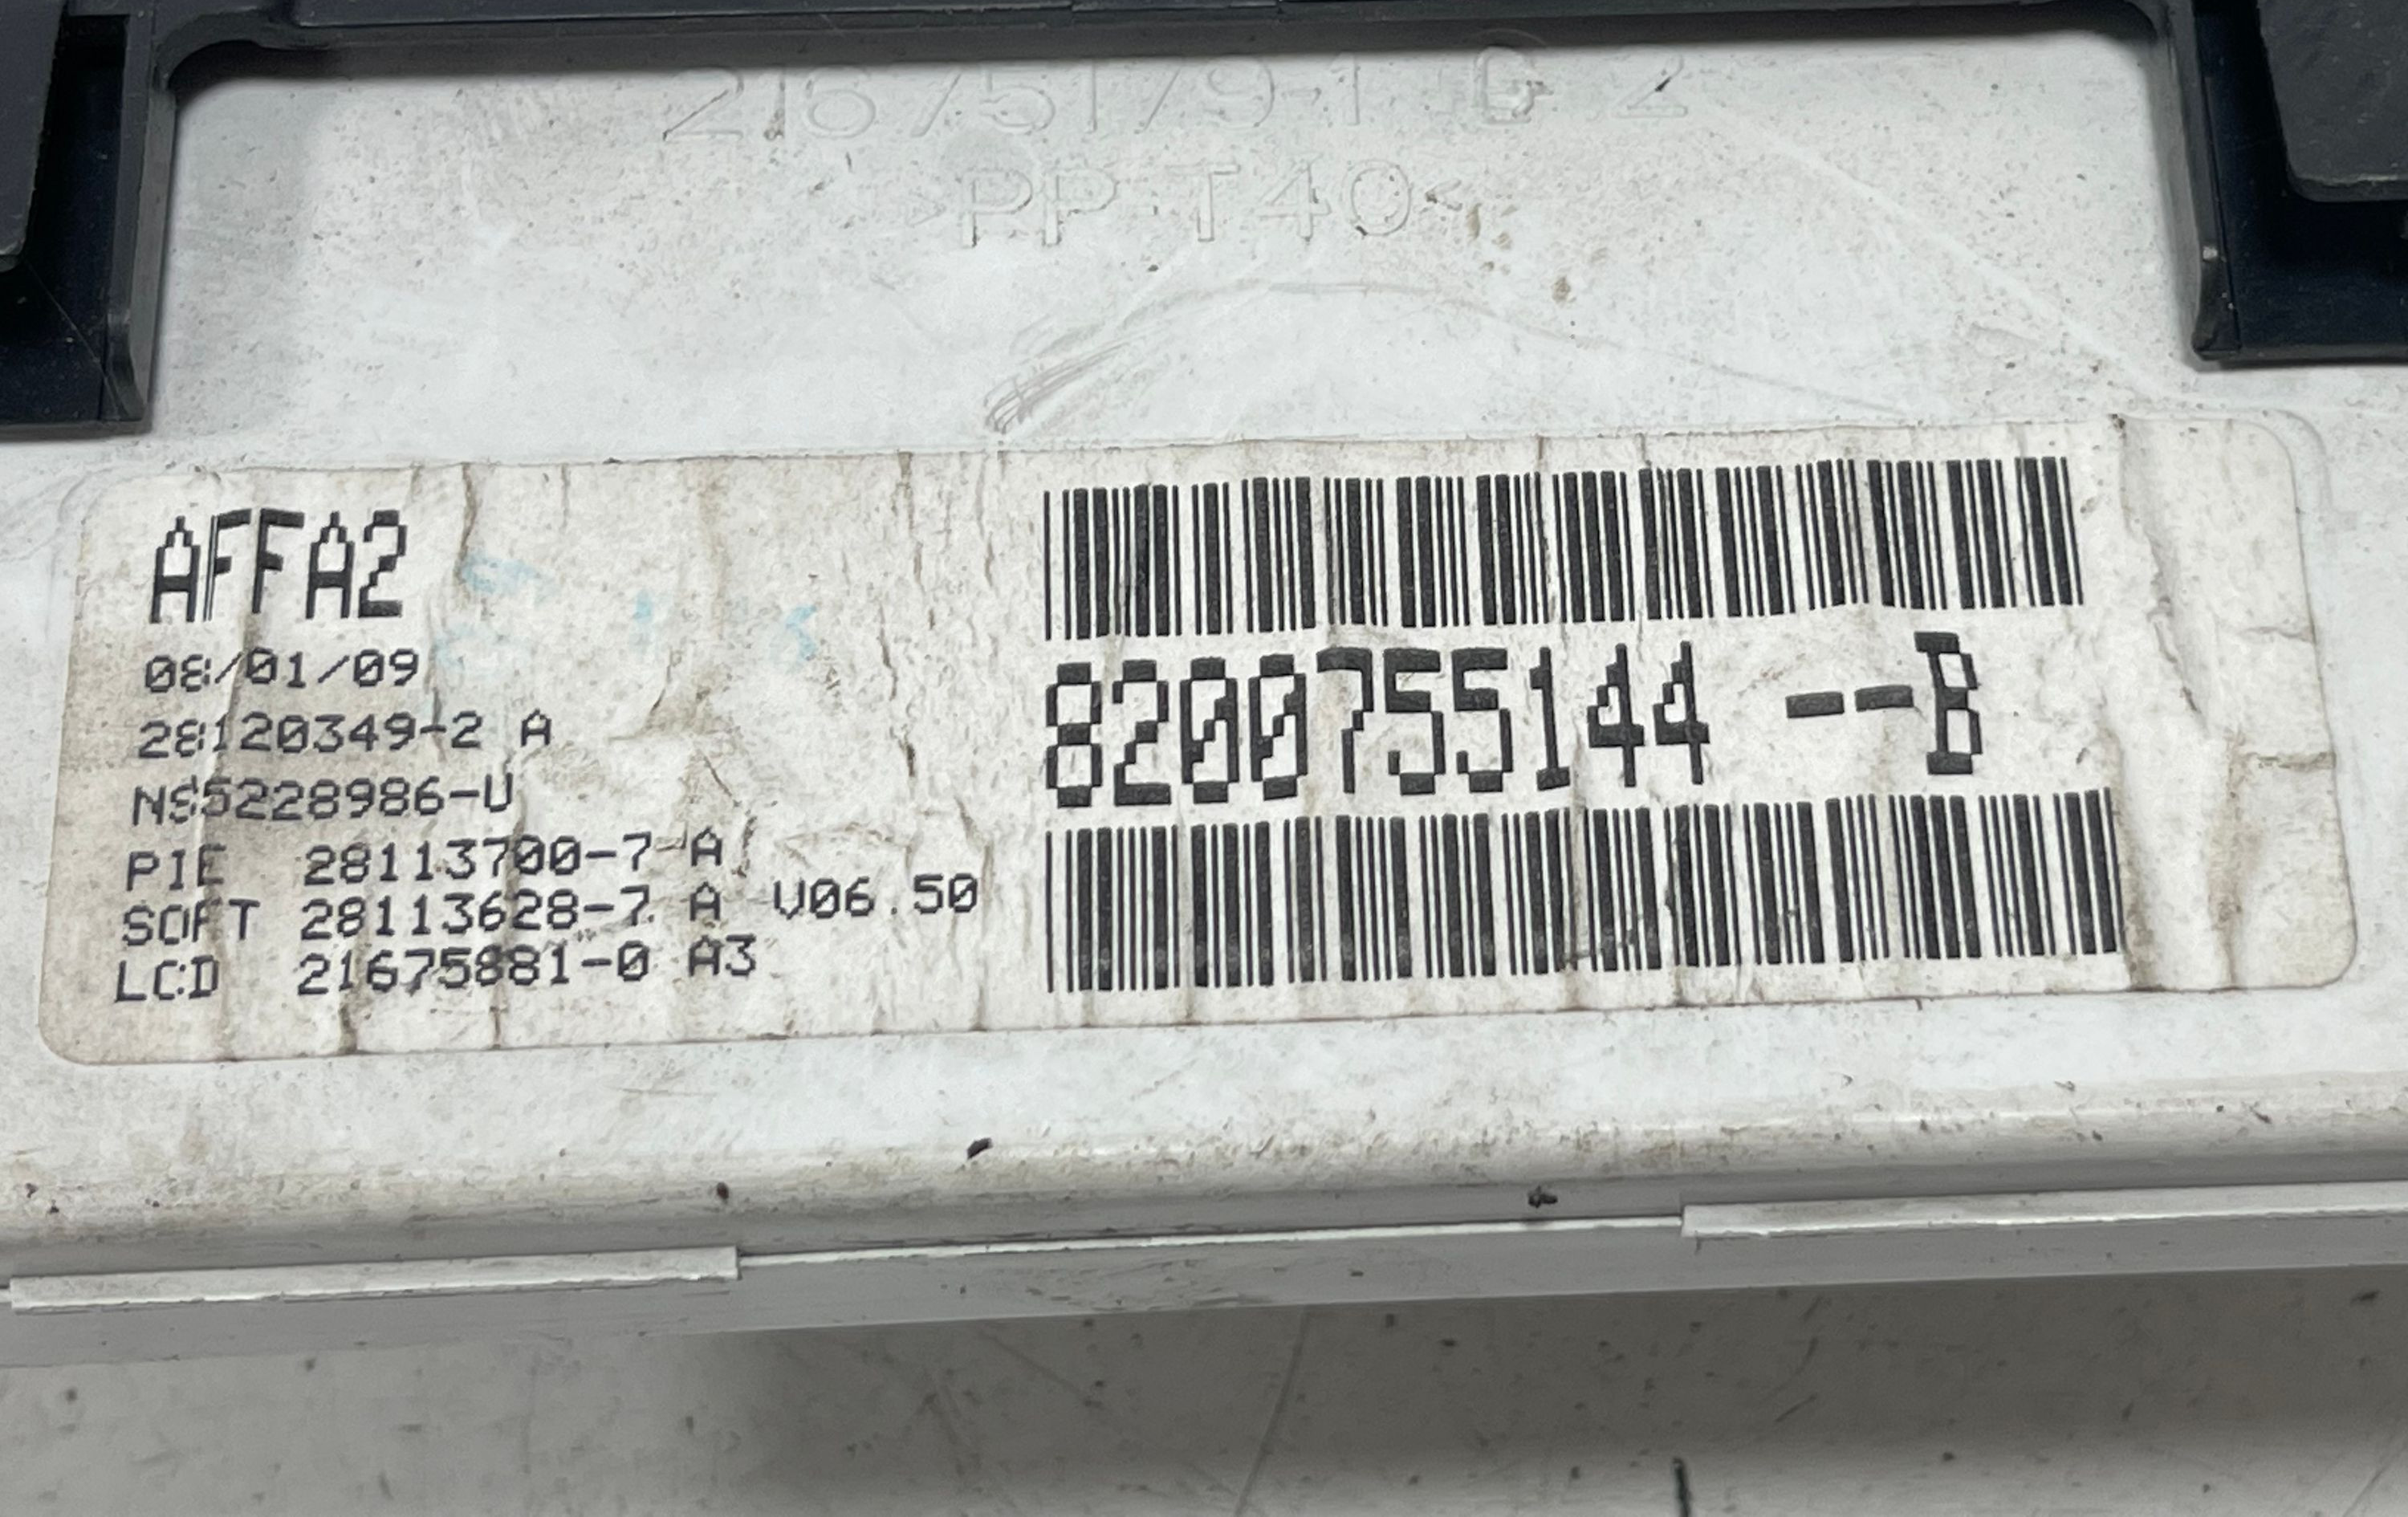 21675179-1 G 2
>PP-T40<
AFFA2
08/01/09
28120349-2 A
NS5228986-U
PIE 28113700-7 A
SOFT 28113628-7 A V06.50
LCD 21675881-0 A3
8200755144 --B